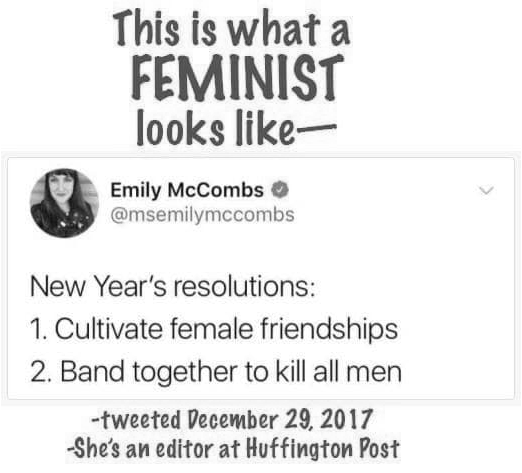 This is what a
FEMINIST
looks like—
Emily McCombs
@msemilymccombs
New Year's resolutions:
1. Cultivate female friendships
2. Band together to kill all men
-tweeted December 29, 2017
-She's an editor at Huffington Post